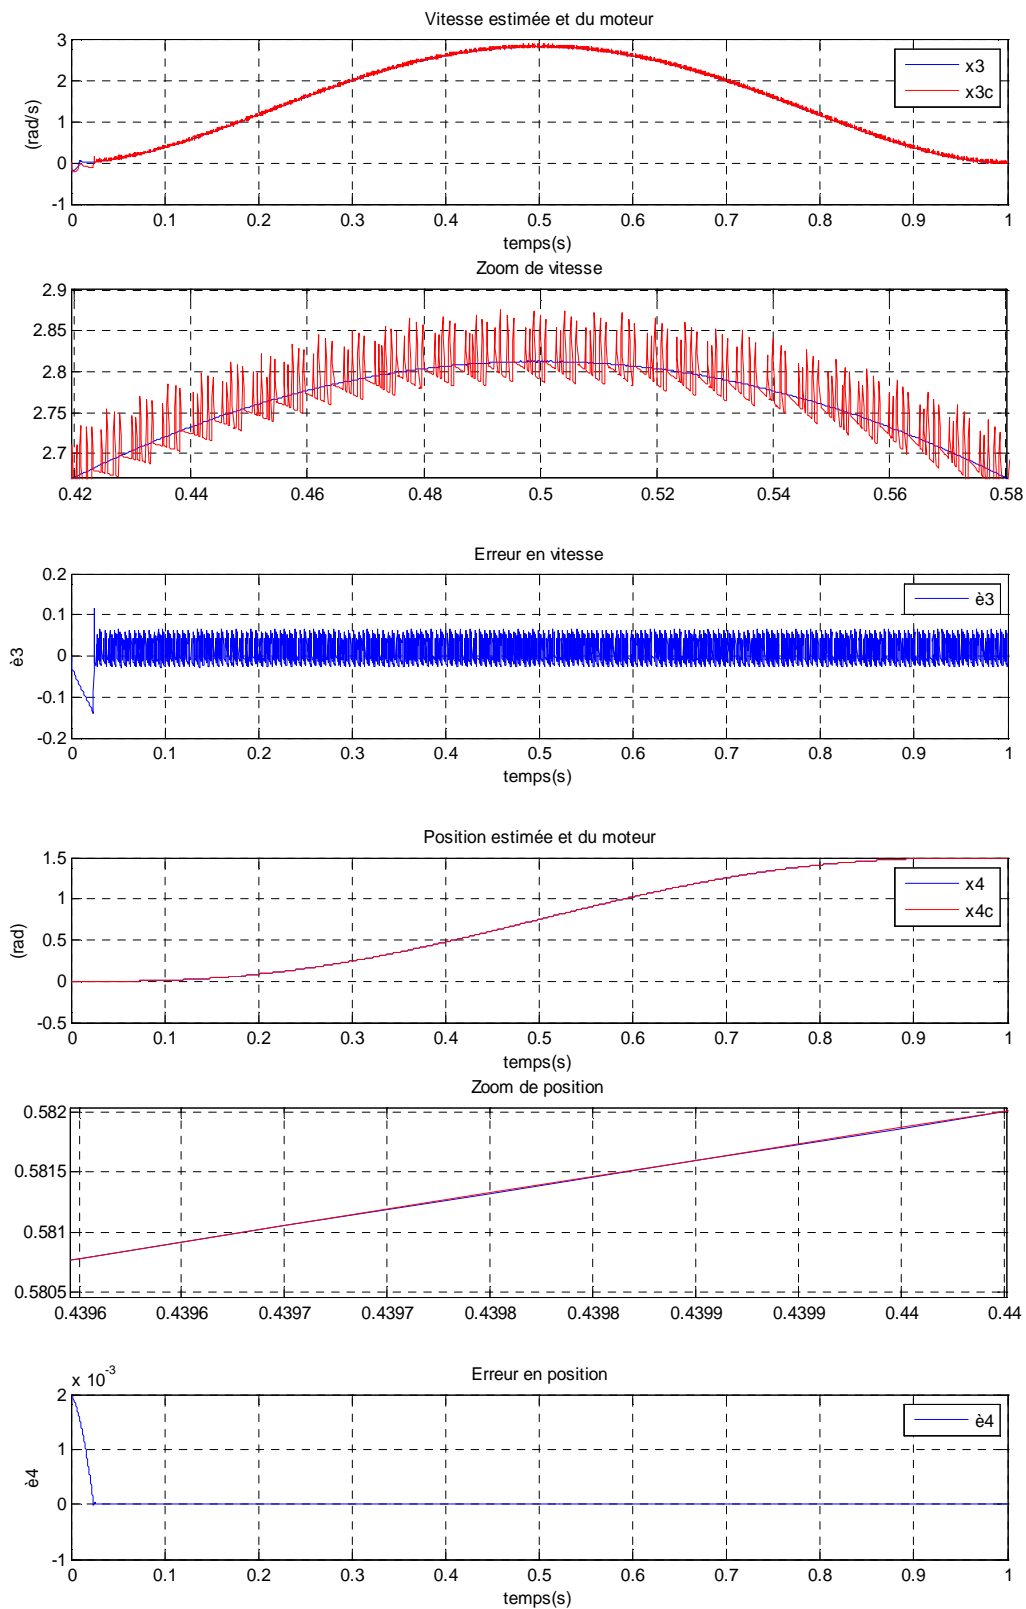 Vitesse estimée et du moteur
3
2
1
0
-1
(rad/s)
x3
x3c
0 0.1 0.2 0.3 0.4 0.5 0.6 0.7 0.8 0.9 1
temps(s)
Zoom de vitesse
2.9
2.85
2.8
2.75
2.7
0.42 0.44 0.46 0.48 0.5 0.52 0.54 0.56 0.58
Erreur en vitesse
0.2
0.1
0
-0.1
-0.2
è3
è3
0 0.1 0.2 0.3 0.4 0.5 0.6 0.7 0.8 0.9 1
temps(s)
Position estimée et du moteur
1.5
1
0.5
0
-0.5
(rad)
x4
x4c
0 0.1 0.2 0.3 0.4 0.5 0.6 0.7 0.8 0.9 1
temps(s)
Zoom de position
0.582
0.5815
0.581
0.5805
0.4396 0.4396 0.4397 0.4397 0.4398 0.4398 0.4399 0.4399 0.44 0.44
Erreur en position
x 10^-3
2
1
0
-1
è4
è4
0 0.1 0.2 0.3 0.4 0.5 0.6 0.7 0.8 0.9 1
temps(s)